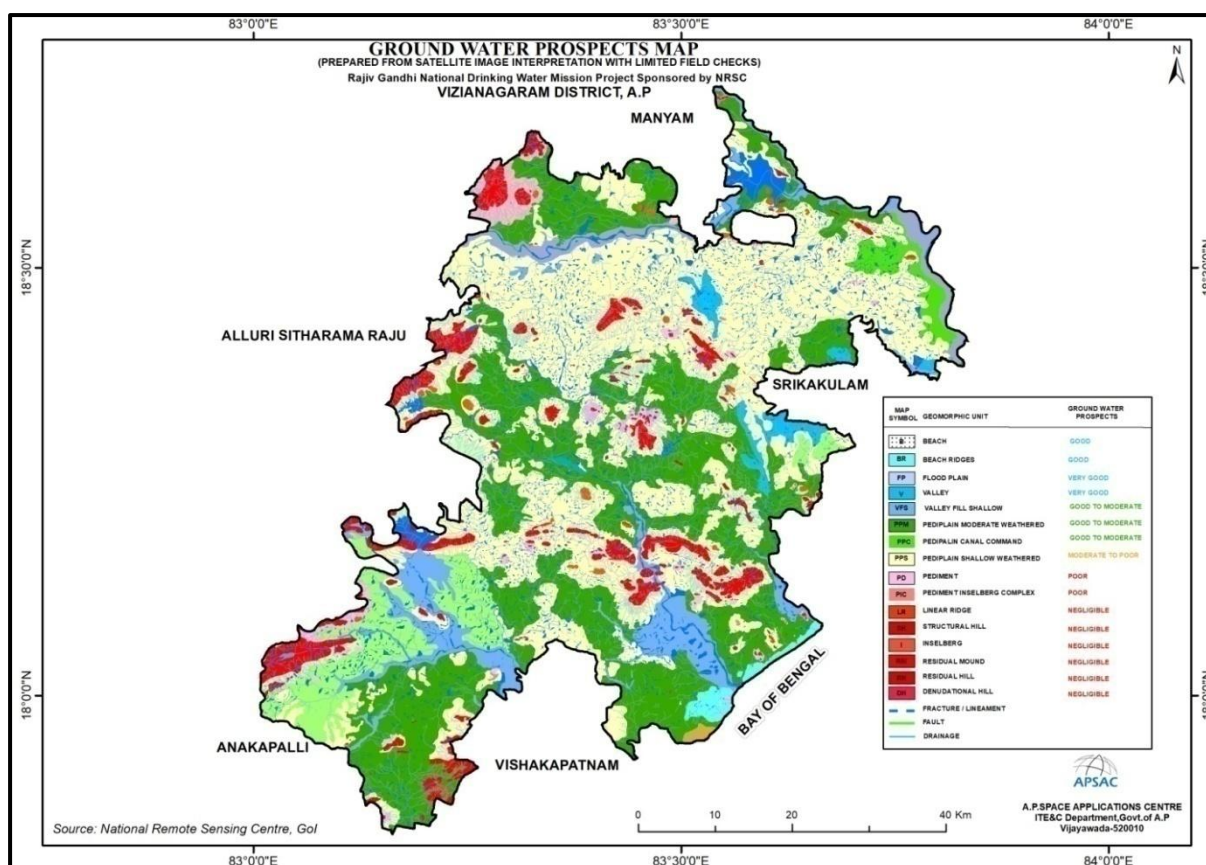 83°0'0"E 83°30'0"E 84°0'0"E
GROUND WATER PROSPECTS MAP
(PREPARED FROM SATELLITE IMAGE INTERPRETATION WITH LIMITED FIELD CHECKS)
Rajiv Gandhi National Drinking Water Mission Project Sponsored by NRSC
VIZIANAGARAM DISTRICT, A.P
N
MANYAM
18°30'0"N
ALLURI SITHARAMA RAJU
SRIKAKULAM
MAP SYMBOL GEOMORPHIC UNIT GROUND WATER PROSPECTS
B BEACH GOOD
BR BEACH RIDGES GOOD
FP FLOOD PLAIN VERY GOOD
V VALLEY VERY GOOD
VFS VALLEY FILL SHALLOW GOOD TO MODERATE
PPM PEDIPLAIN MODERATE WEATHERED GOOD TO MODERATE
PPC PEDIPALIN CANAL COMMAND GOOD TO MODERATE
PPS PEDIPLAIN SHALLOW WEATHERED MODERATE TO POOR
PD PEDIMENT POOR
PIC PEDIMENT INSELBERG COMPLEX POOR
LR LINEAR RIDGE NEGLIGIBLE
STRUCTURAL HILL NEGLIGIBLE
I INSELBERG NEGLIGIBLE
RESIDUAL MOUND NEGLIGIBLE
RESIDUAL HILL NEGLIGIBLE
DH DENUDATIONAL HILL NEGLIGIBLE
FRACTURE / LINEAMENT
FAULT
DRAINAGE
18°0'0"N
BAY OF BENGAL
ANAKAPALLI
VISHAKAPATNAM
APSAC
A.P.SPACE APPLICATIONS CENTRE
ITE&C Department,Govt.of A.P
Vijayawada-520010
0 10 20 40 Km
Source: National Remote Sensing Centre, GoI
83°0'0"E 83°30'0"E 84°0'0"E